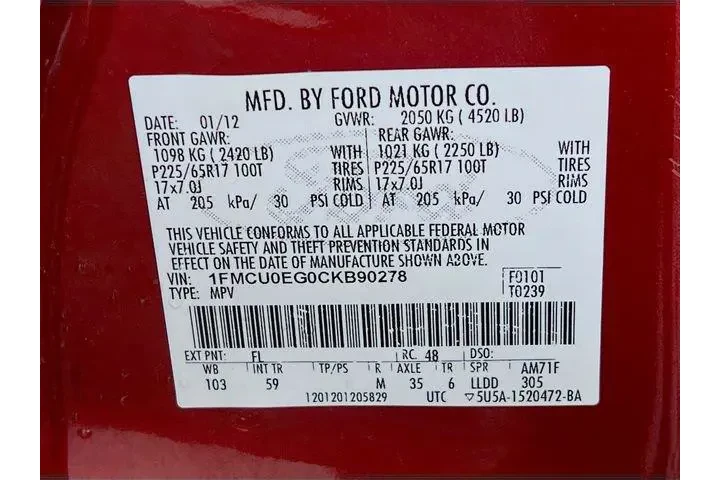 MFD. BY FORD MOTOR CO.
DATE: 01/12 GVWR: 2050 KG ( 4520 LB)
FRONT GAWR: REAR GAWR:
1098 KG ( 2420 LB) WITH 1021 KG ( 2250 LB) WITH
P225/65R17 100T TIRES P225/65R17 100T TIRES
17x7.0J RIMS 17x7.0J RIMS
AT 205 kPa/ 30 PSI COLD AT 205 kPa/ 30 PSI COLD
THIS VEHICLE CONFORMS TO ALL APPLICABLE FEDERAL MOTOR
VEHICLE SAFETY AND THEFT PREVENTION STANDARDS IN
EFFECT ON THE DATE OF MANUFACTURE SHOWN ABOVE.
VIN: 1FMCU0EG0CKB90278 F0101
TYPE: MPV T0239
EXT PNT: FL RC: 48 DSO:
WB INT TR TP/PS R AXLE TR SPR AM71F
103 59 M 35 6 LLDD 305
1201201205829 UTC ▽5U5A-1520472-BA